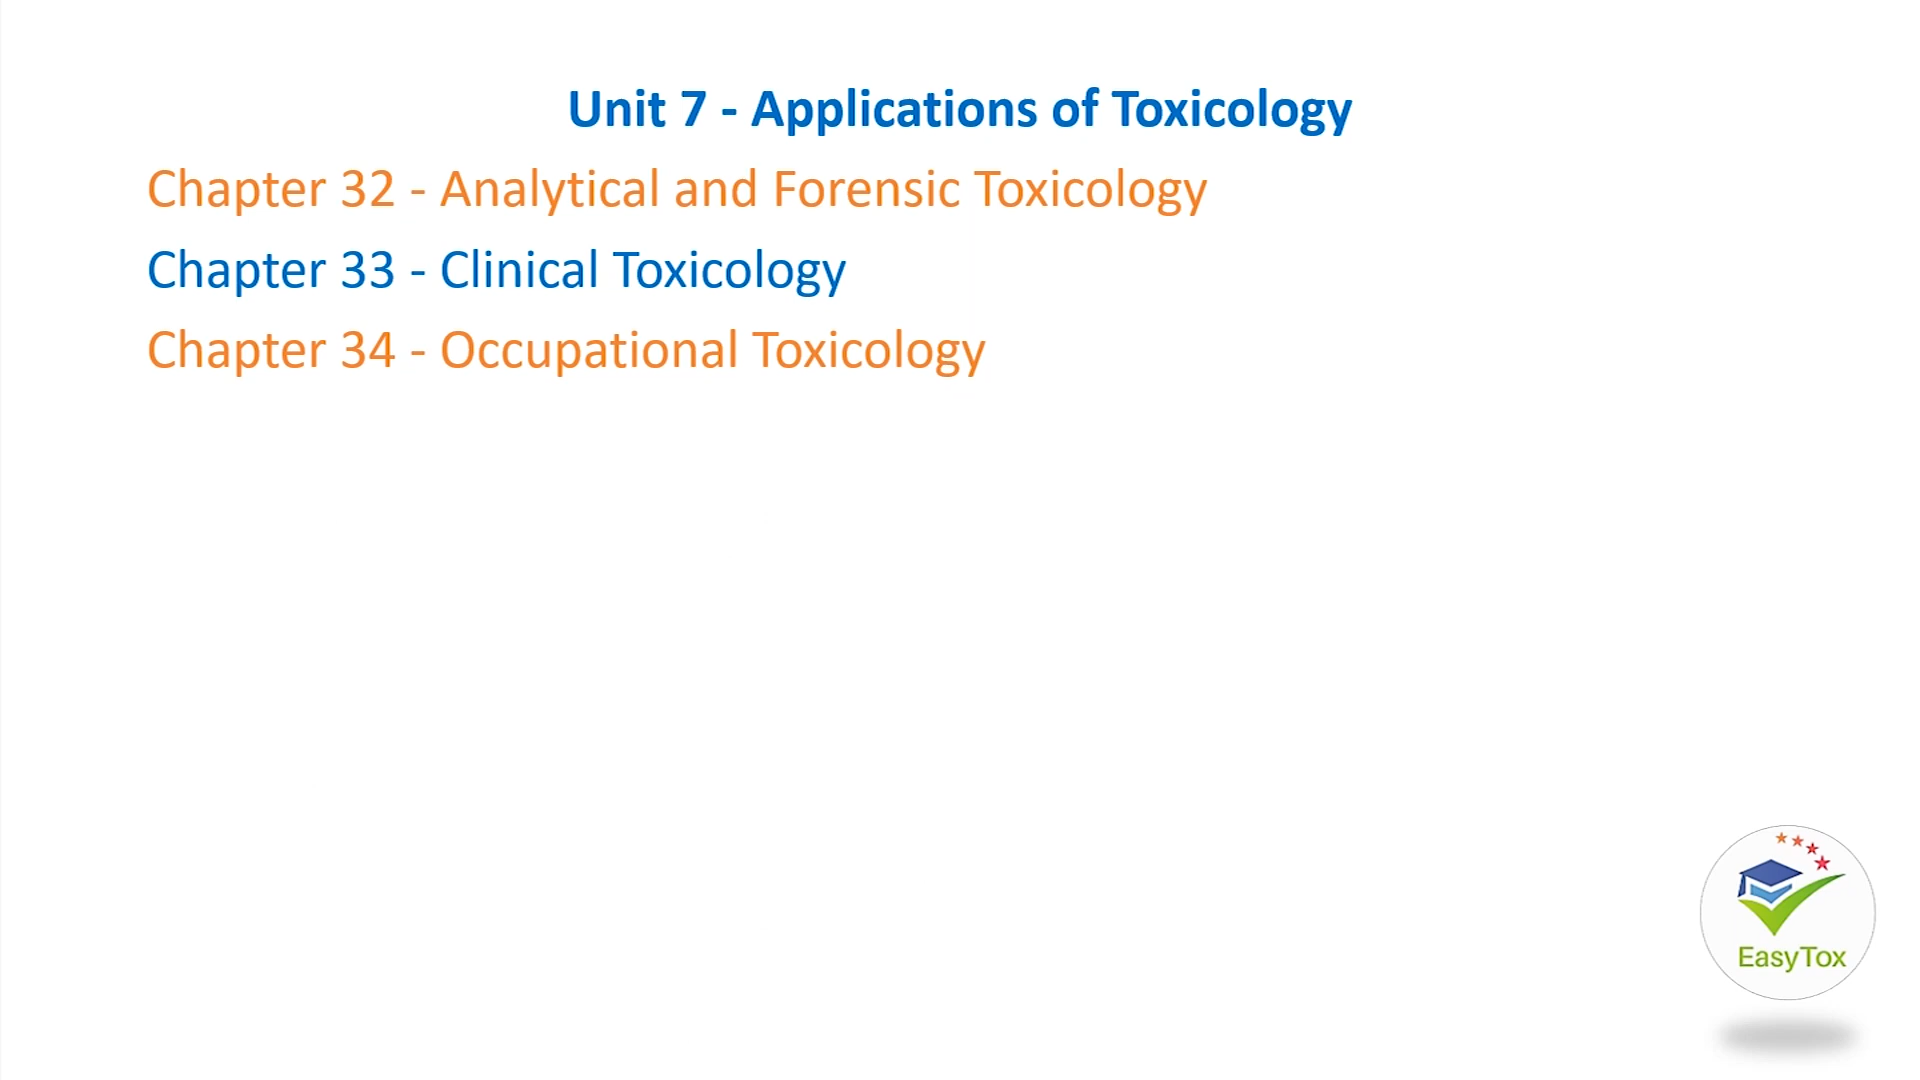 Unit 7 - Applications of Toxicology
Chapter 32 - Analytical and Forensic Toxicology
Chapter 33 - Clinical Toxicology
Chapter 34 - Occupational Toxicology
EasyTox